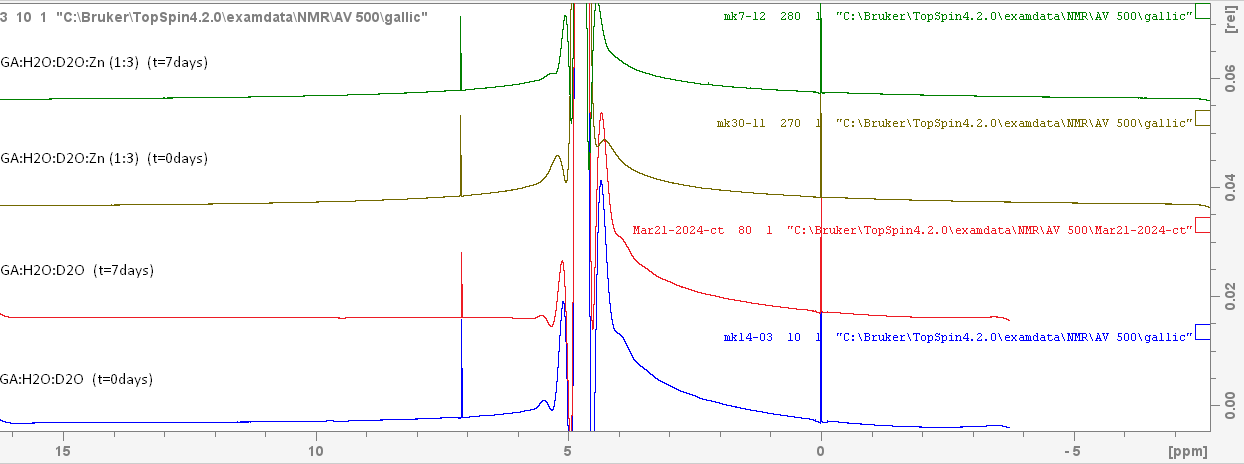 3 10 1 "C:\Bruker\TopSpin4.2.0\examdata\NMR\AV 500\gallic"
mk7-12 280 1 "C:\Bruker\TopSpin4.2.0\examdata\NMR\AV 500\gallic"
[rel]
GA:H2O:D2O:Zn (1:3) (t=7days)
0.06
mk30-11 270 1 "C:\Bruker\TopSpin4.2.0\examdata\NMR\AV 500\gallic"
GA:H2O:D2O:Zn (1:3) (t=0days)
0.04
Mar21-2024-ct 80 1 "C:\Bruker\TopSpin4.2.0\examdata\NMR\AV 500\Mar21-2024-ct"
GA:H2O:D2O (t=7days)
0.02
mk14-03 10 1 "C:\Bruker\TopSpin4.2.0\examdata\NMR\AV 500\gallic"
GA:H2O:D2O (t=0days)
0.00
15 10 5 0 -5 [ppm]